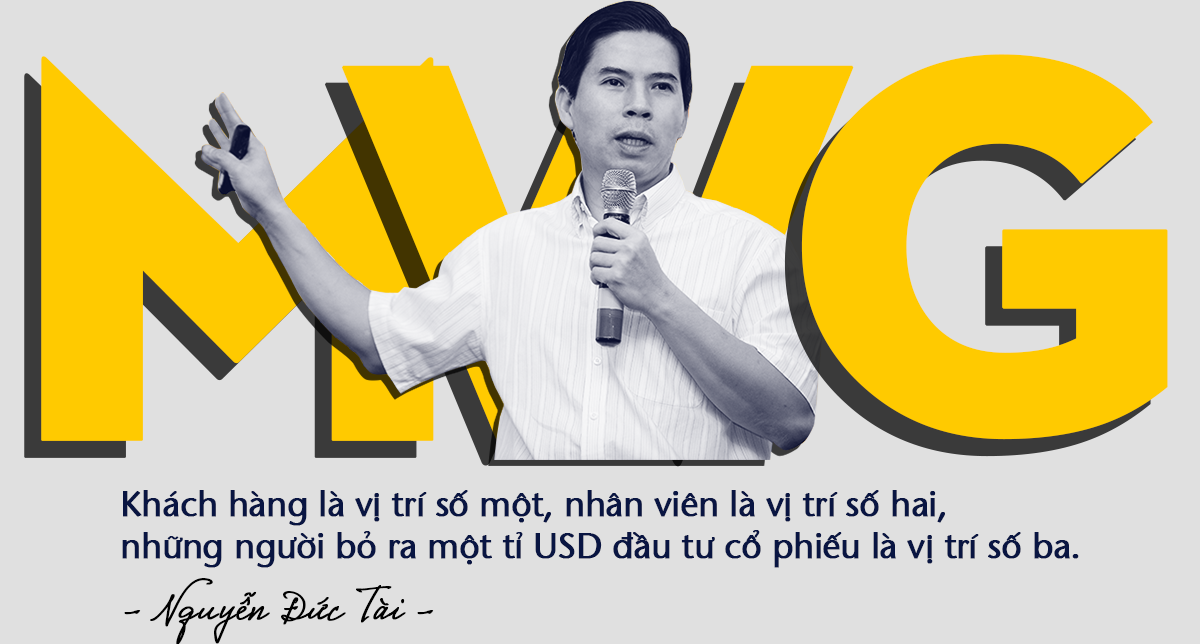 MWG
Khách hàng là vị trí số một, nhân viên là vị trí số hai,
những người bỏ ra một tỉ USD đầu tư cổ phiếu là vị trí số ba.
- Nguyễn Đức Tài -